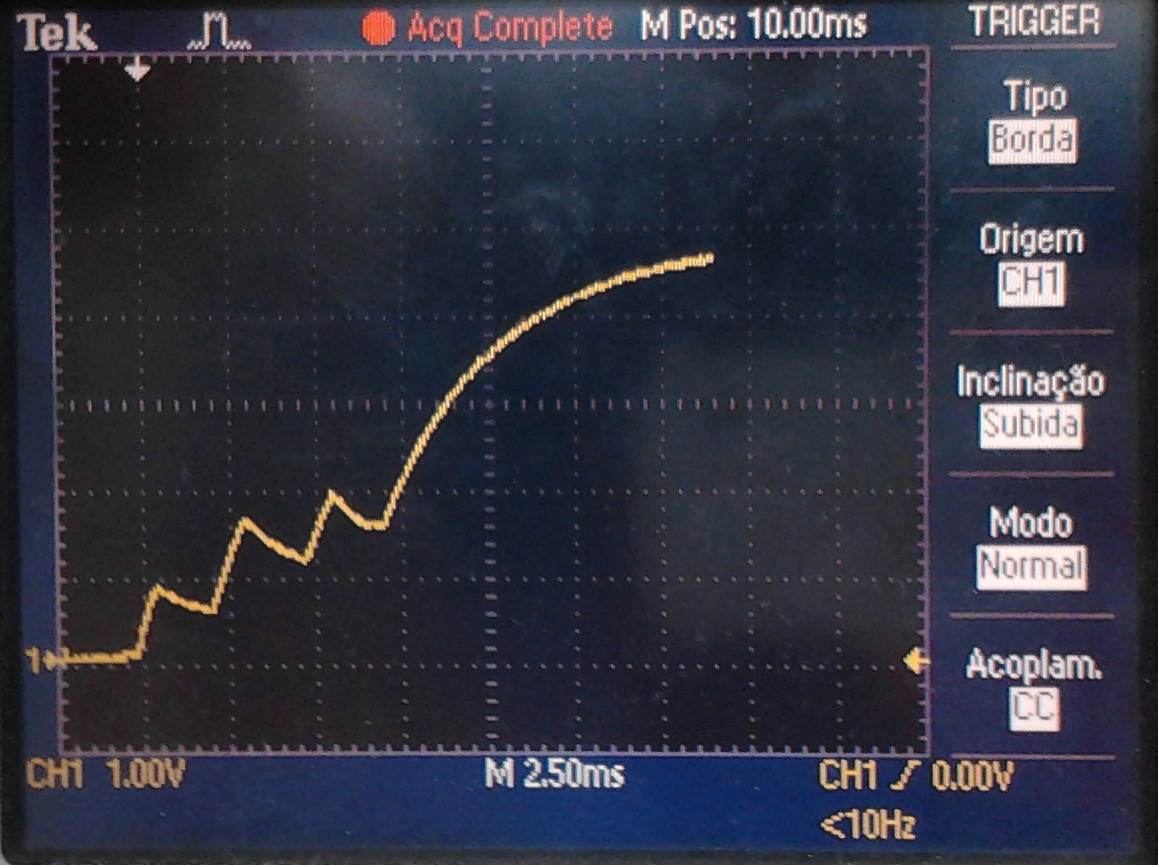 Tek
Acq Complete
M Pos: 10.00ms
TRIGGER
Tipo
Borda
Origem
CH1
Inclinação
Subida
Modo
Normal
Acoplam.
CC
1
CH1 1.00V
M 2.50ms
CH1 0.00V
<10Hz